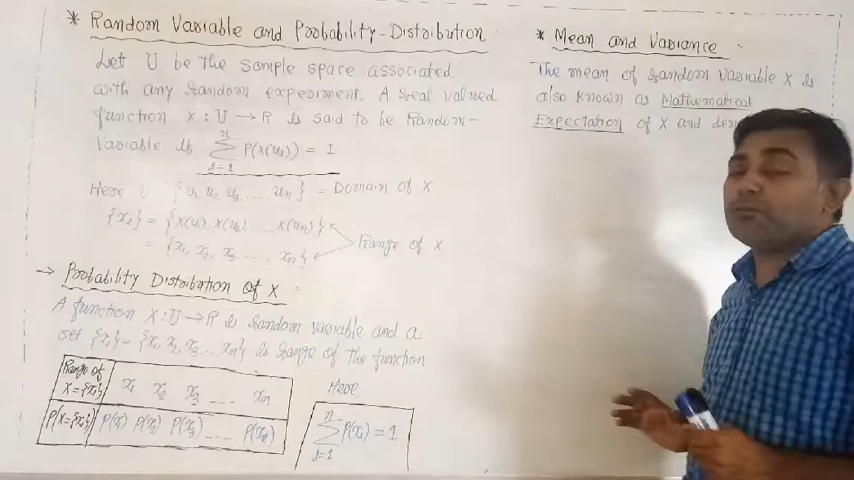 * Random Variable and Probability-Distribution
Let U be the sample space associated
with any random experiment. A real valued
function X : U → R is said to be Random-
Variable if n∑i=1 P(X(ui)) = 1
Here U {u1, u2, u3, .... un} = Domain of X
{xi} = {X(u1), X(u2) ... X(un)}
= {x1, x2, x3 ..., xn}
Range of X
→ Probability Distribution of X
A function X : U → R is random variable and a
set {xi} = {x1, x2, x3 ... xn} is range of the function
Range of X = {xi} x1 x2 x3 ---- xn
P(X={xi}) P(x1) P(x2) P(x3) ---- P(xn)
Here
n∑i=1 P(xi) = 1
* Mean and Variance
The mean of random variable X is
also known as Mathematical
Expectation of X and